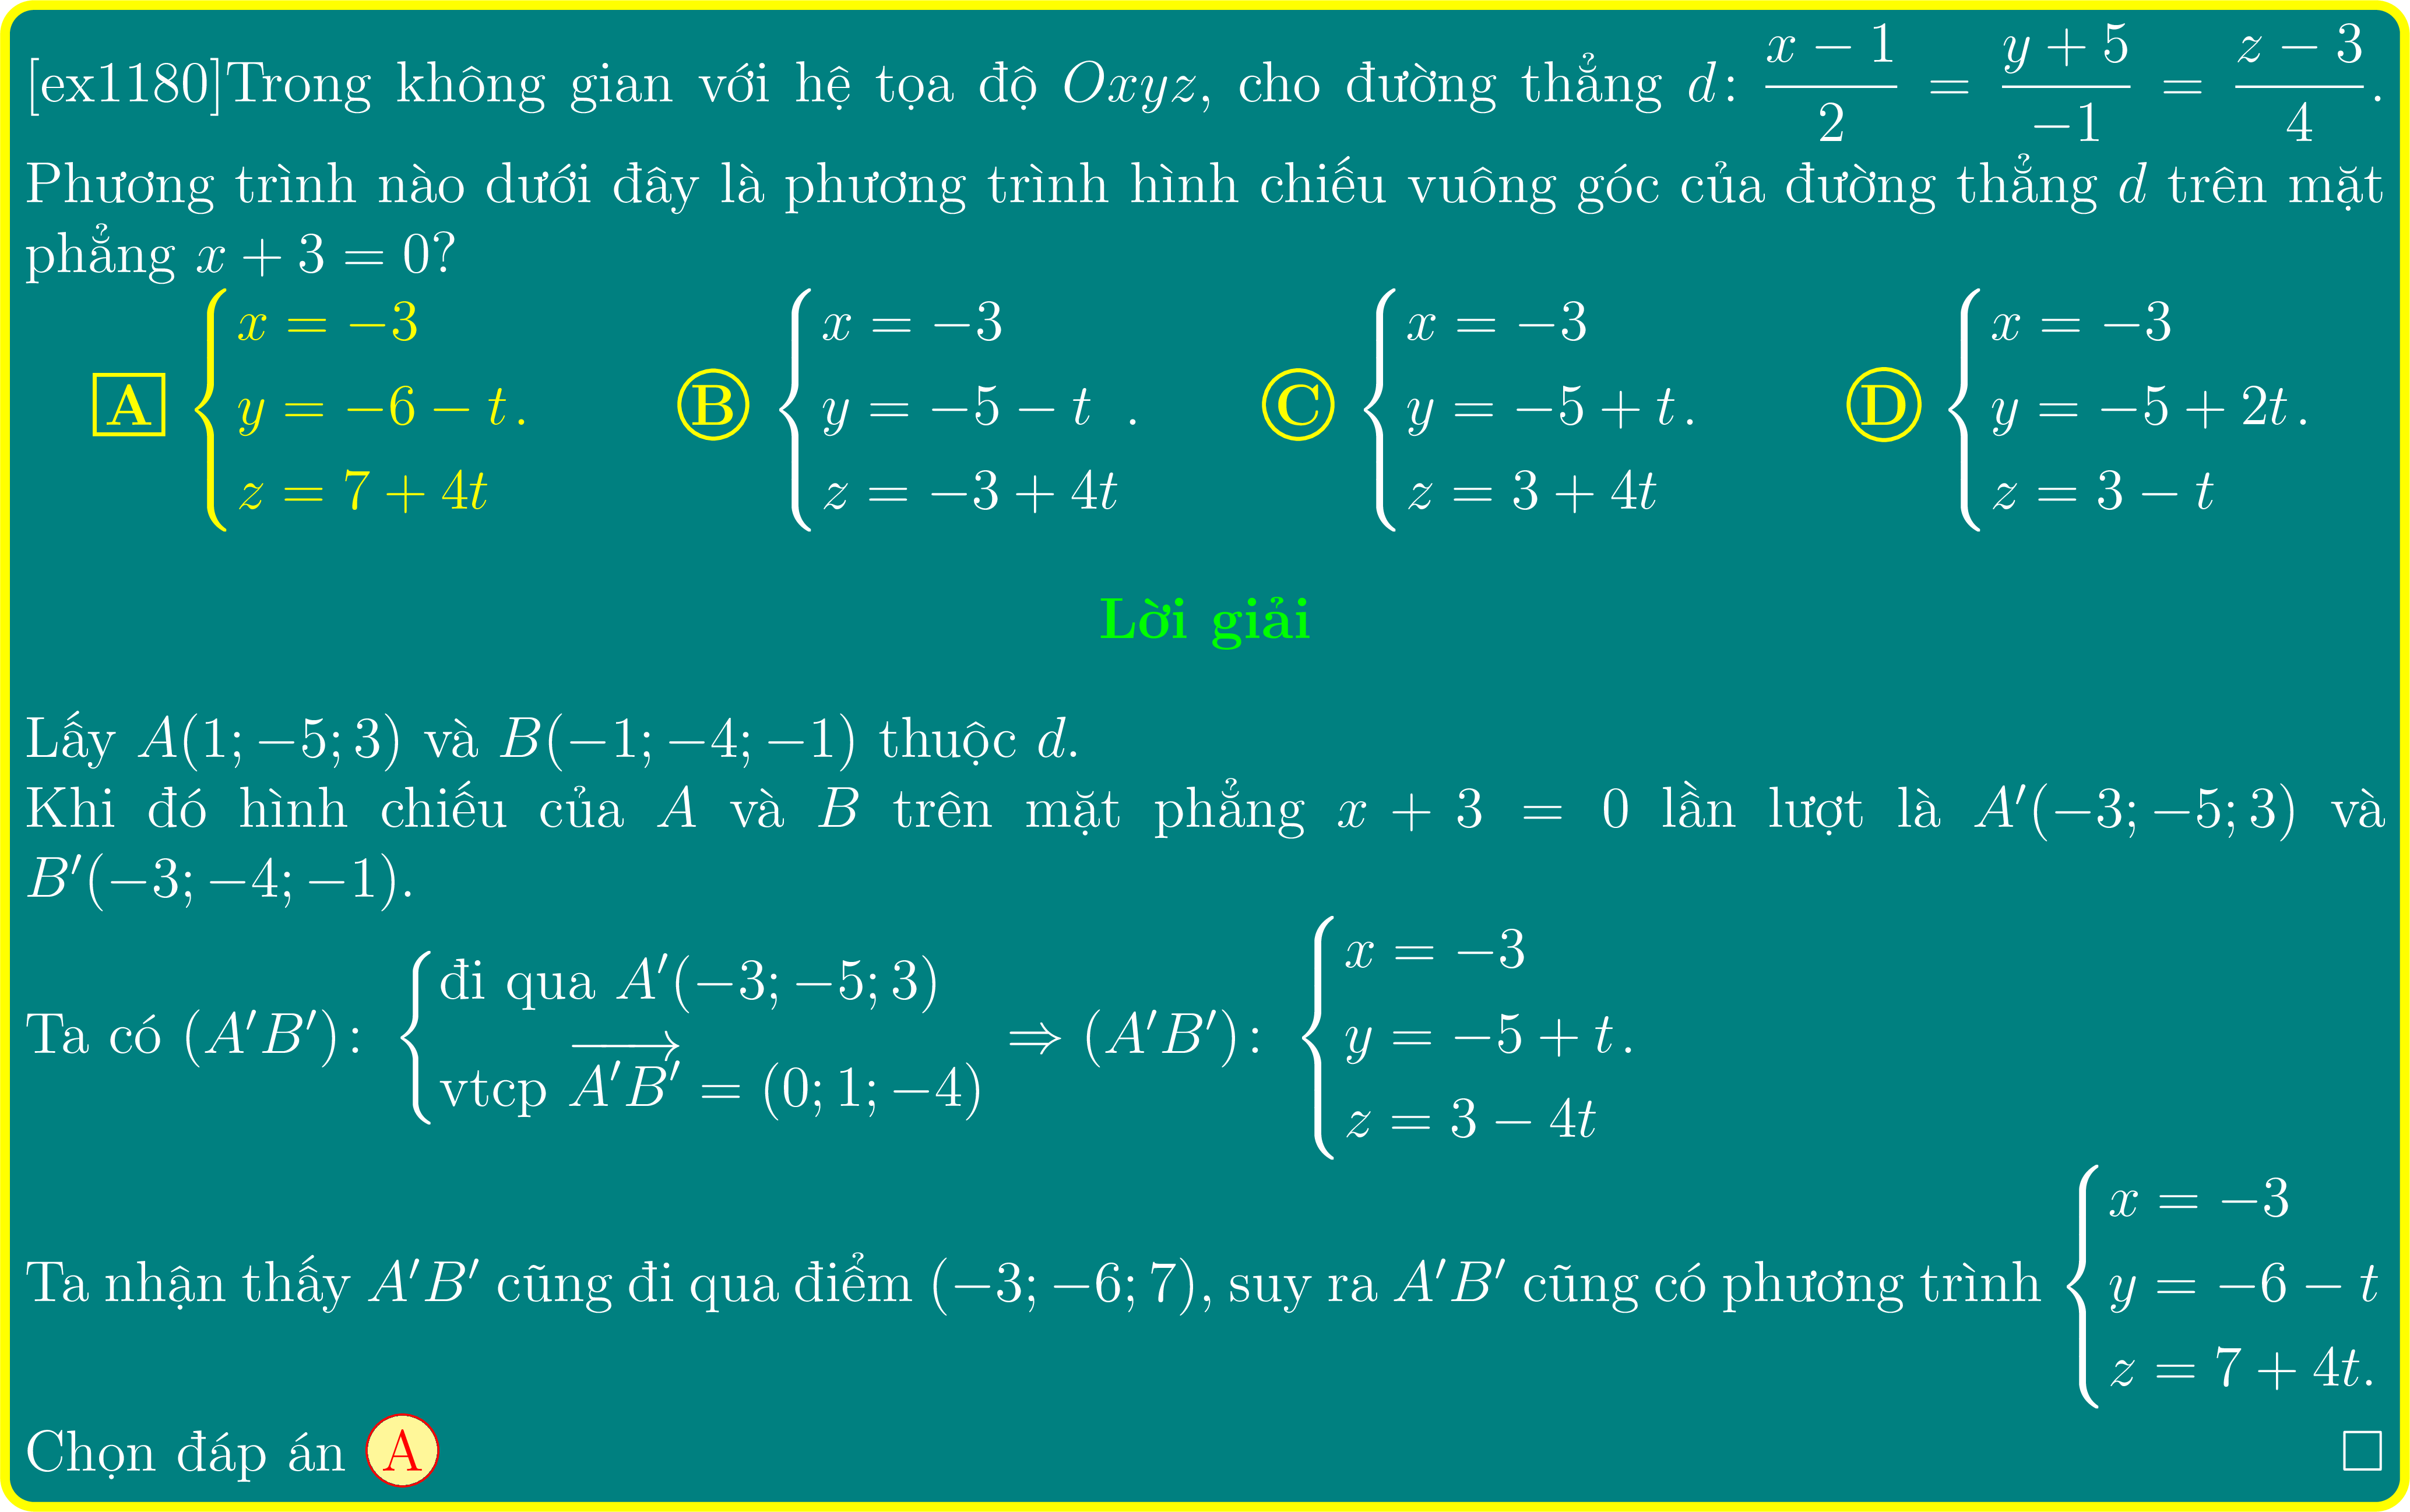 [ex1180]Trong không gian với hệ tọa độ Oxyz, cho đường thẳng d: \frac{x-1}{2} = \frac{y+5}{-1} = \frac{z-3}{4}.
Phương trình nào dưới đây là phương trình hình chiếu vuông góc của đường thẳng d trên mặt
phẳng x + 3 = 0?
A \begin{cases} x = -3 \\ y = -6 - t \\ z = 7 + 4t \end{cases}. B \begin{cases} x = -3 \\ y = -5 - t \\ z = -3 + 4t \end{cases}. C \begin{cases} x = -3 \\ y = -5 + t \\ z = 3 + 4t \end{cases}. D \begin{cases} x = -3 \\ y = -5 + 2t \\ z = 3 - t \end{cases}.
Lời giải
Lấy A(1; −5; 3) và B(−1; −4; −1) thuộc d.
Khi đó hình chiếu của A và B trên mặt phẳng x + 3 = 0 lần lượt là A′(−3; −5; 3) và
B′(−3; −4; −1).
Ta có (A′B′): \begin{cases} đi qua A′(−3; −5; 3) \\ vtcp \overrightarrow{A′B′} = (0; 1; −4) \end{cases} ⇒ (A′B′): \begin{cases} x = -3 \\ y = -5 + t \\ z = 3 - 4t \end{cases}.
Ta nhận thấy A′B′ cũng đi qua điểm (−3; −6; 7), suy ra A′B′ cũng có phương trình \begin{cases} x = -3 \\ y = -6 - t \\ z = 7 + 4t. \end{cases}
Chọn đáp án A □